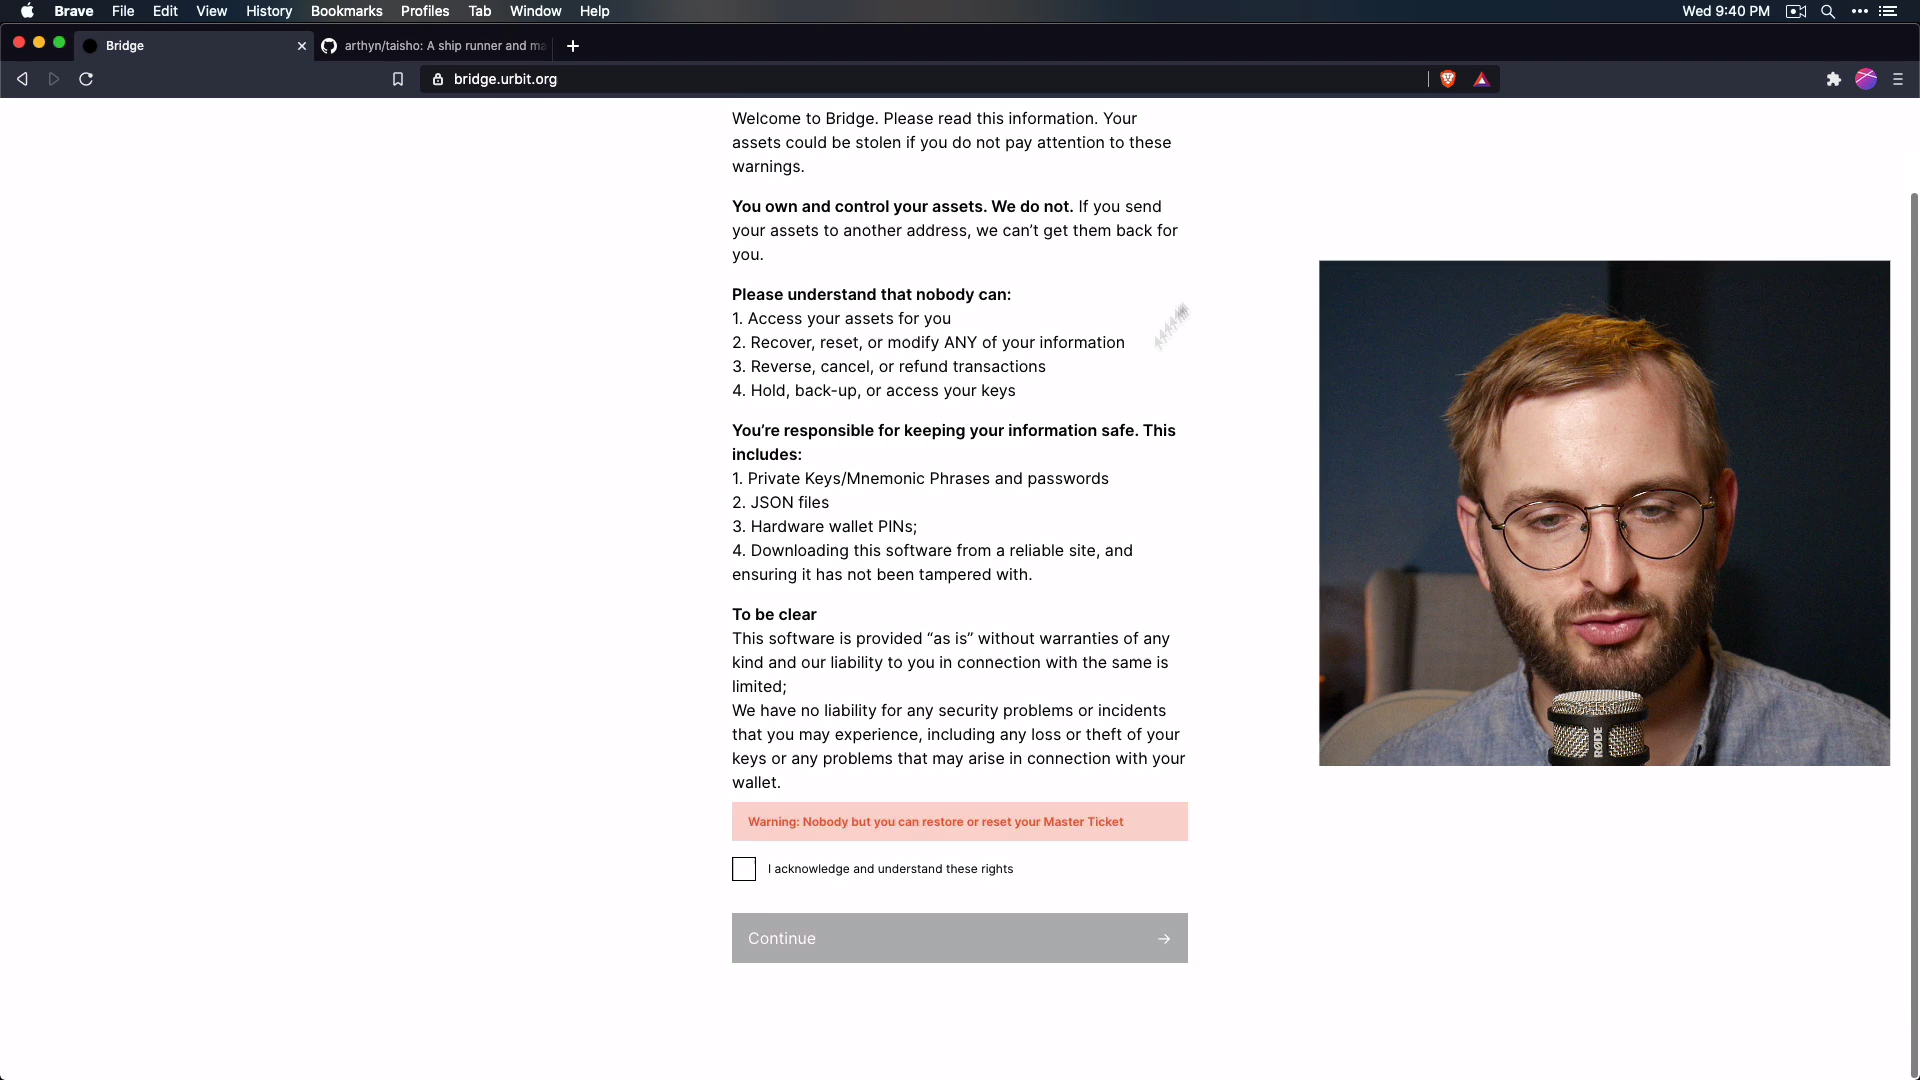 Brave File Edit View History Bookmarks Profiles Tab Window Help Wed 9:40 PM
Bridge arthyn/taisho: A ship runner and ma
bridge.urbit.org
Welcome to Bridge. Please read this information. Your
assets could be stolen if you do not pay attention to these
warnings.
You own and control your assets. We do not. If you send
your assets to another address, we can’t get them back for
you.
Please understand that nobody can:
1. Access your assets for you
2. Recover, reset, or modify ANY of your information
3. Reverse, cancel, or refund transactions
4. Hold, back-up, or access your keys
You’re responsible for keeping your information safe. This
includes:
1. Private Keys/Mnemonic Phrases and passwords
2. JSON files
3. Hardware wallet PINs;
4. Downloading this software from a reliable site, and
ensuring it has not been tampered with.
To be clear
This software is provided “as is” without warranties of any
kind and our liability to you in connection with the same is
limited;
We have no liability for any security problems or incidents
that you may experience, including any loss or theft of your
keys or any problems that may arise in connection with your
wallet.
Warning: Nobody but you can restore or reset your Master Ticket
I acknowledge and understand these rights
Continue
RØDE